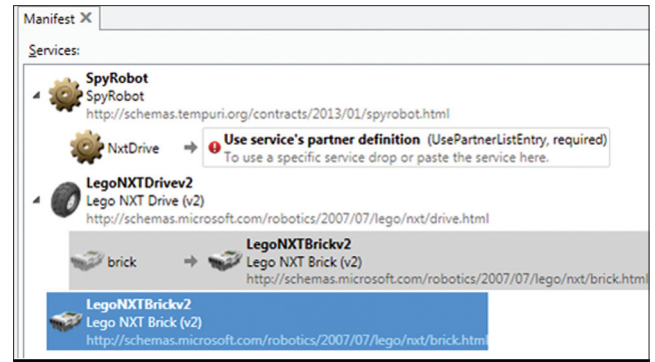 Manifest X
Services:
SpyRobot
SpyRobot
http://schemas.tempuri.org/contracts/2013/01/spyrobot.html
NxtDrive
Use service's partner definition (UsePartnerListEntry, required)
To use a specific service drop or paste the service here.
LegoNXTDrivev2
Lego NXT Drive (v2)
http://schemas.microsoft.com/robotics/2007/07/lego/nxt/drive.html
brick
LegoNXTBrickv2
Lego NXT Brick (v2)
http://schemas.microsoft.com/robotics/2007/07/lego/nxt/brick.html
LegoNXTBrickv2
Lego NXT Brick (v2)
http://schemas.microsoft.com/robotics/2007/07/lego/nxt/brick.html